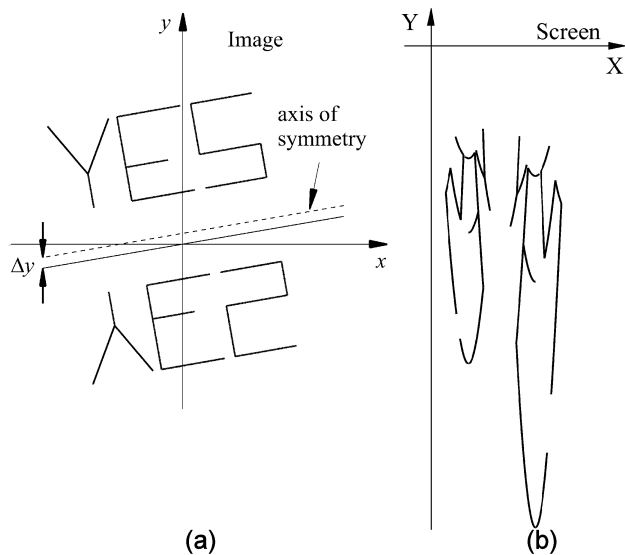 y
Image
YES
axis of
symmetry
Δy
x
(a)
Y
Screen
X
(b)